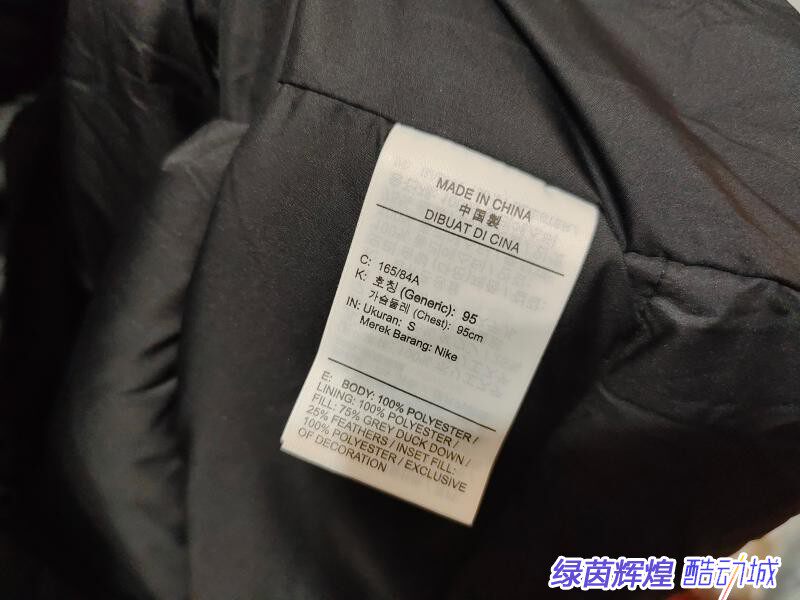 MADE IN CHINA
中国製
DIBUAT DI CINA
C: 165/84A
K: 호칭 (Generic): 95
가슴둘레 (Chest): 95cm
IN: Ukuran: S
Merek Barang: Nike
E: BODY: 100% POLYESTER /
LINING: 100% POLYESTER /
FILL: 75% GREY DUCK DOWN /
25% FEATHERS / INSET FILL:
100% POLYESTER / EXCLUSIVE
OF DECORATION
绿茵辉煌 酷动城